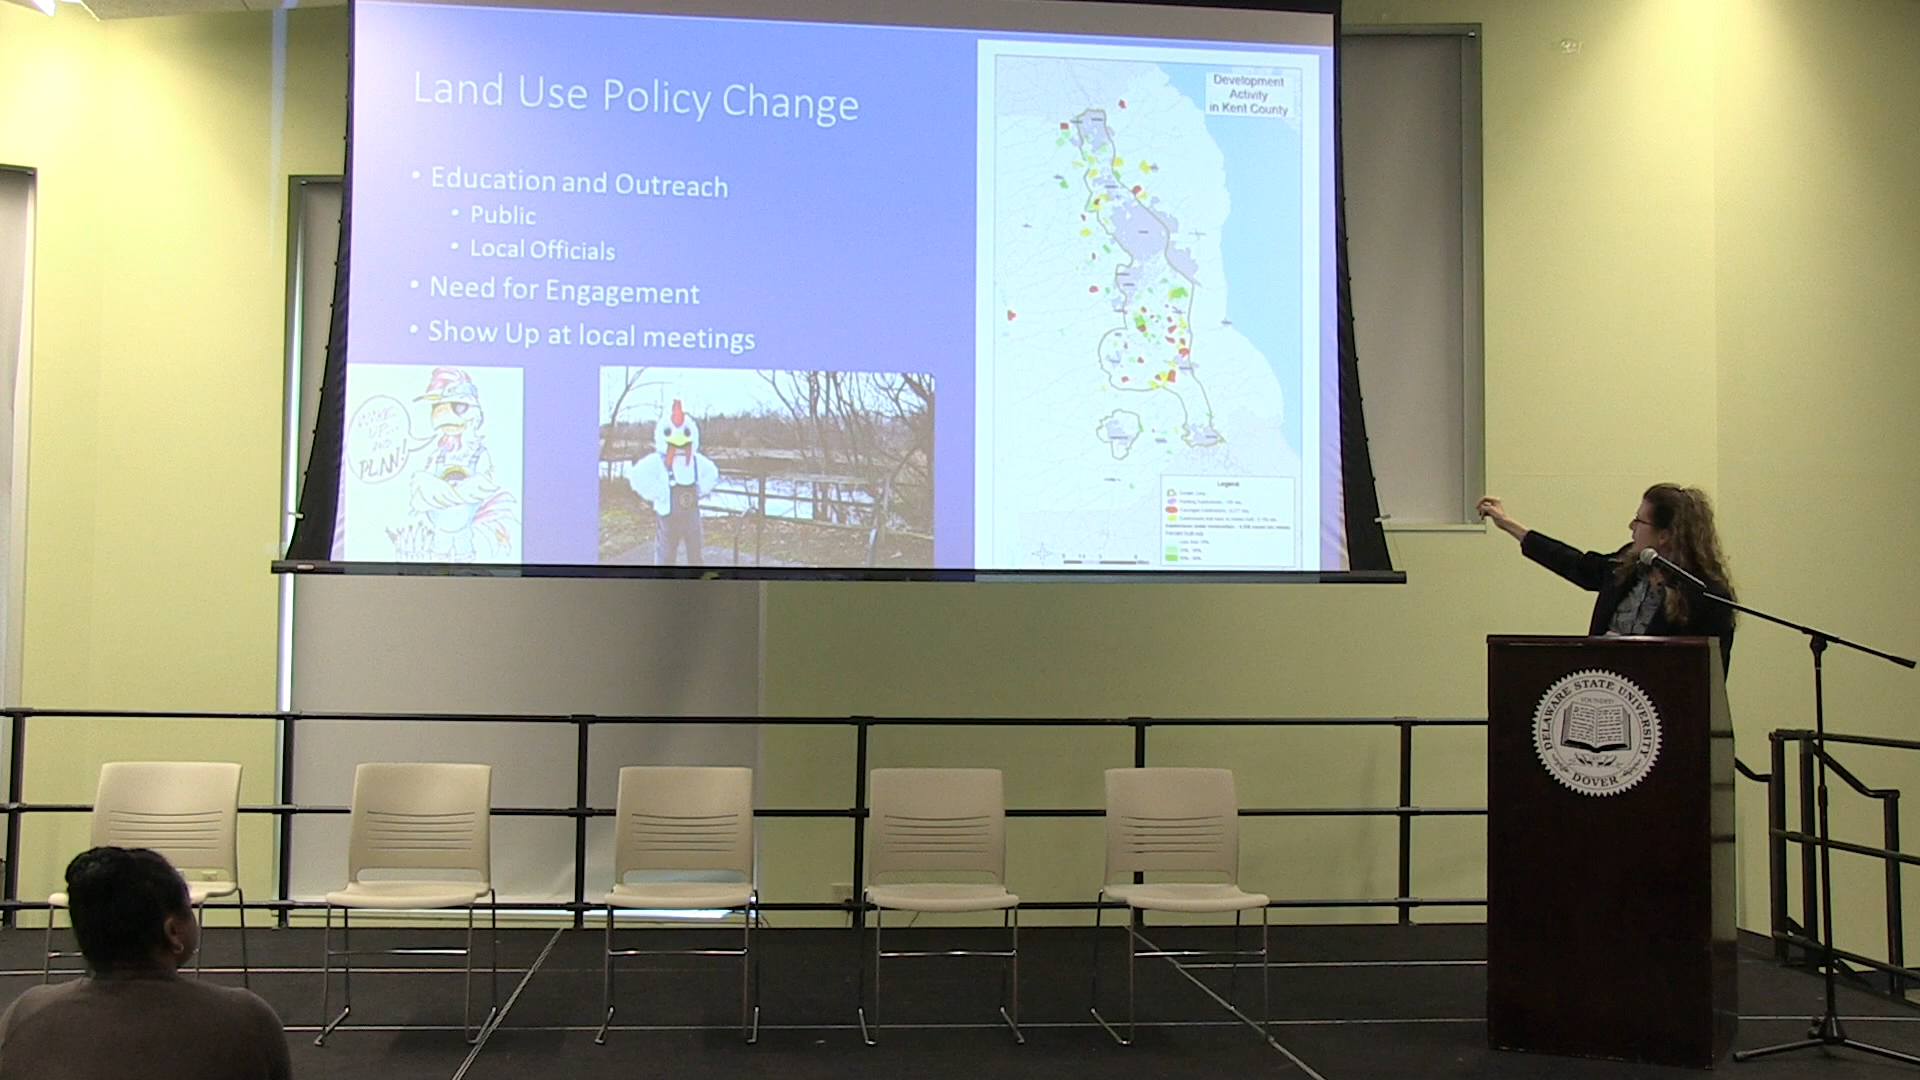 Land Use Policy Change
• Education and Outreach
• Public
• Local Officials
• Need for Engagement
• Show Up at local meetings
WAKE
UP...
AND
PLAN!
Development
Activity
in Kent County
Legend
DELAWARE STATE UNIVERSITY
DOVER